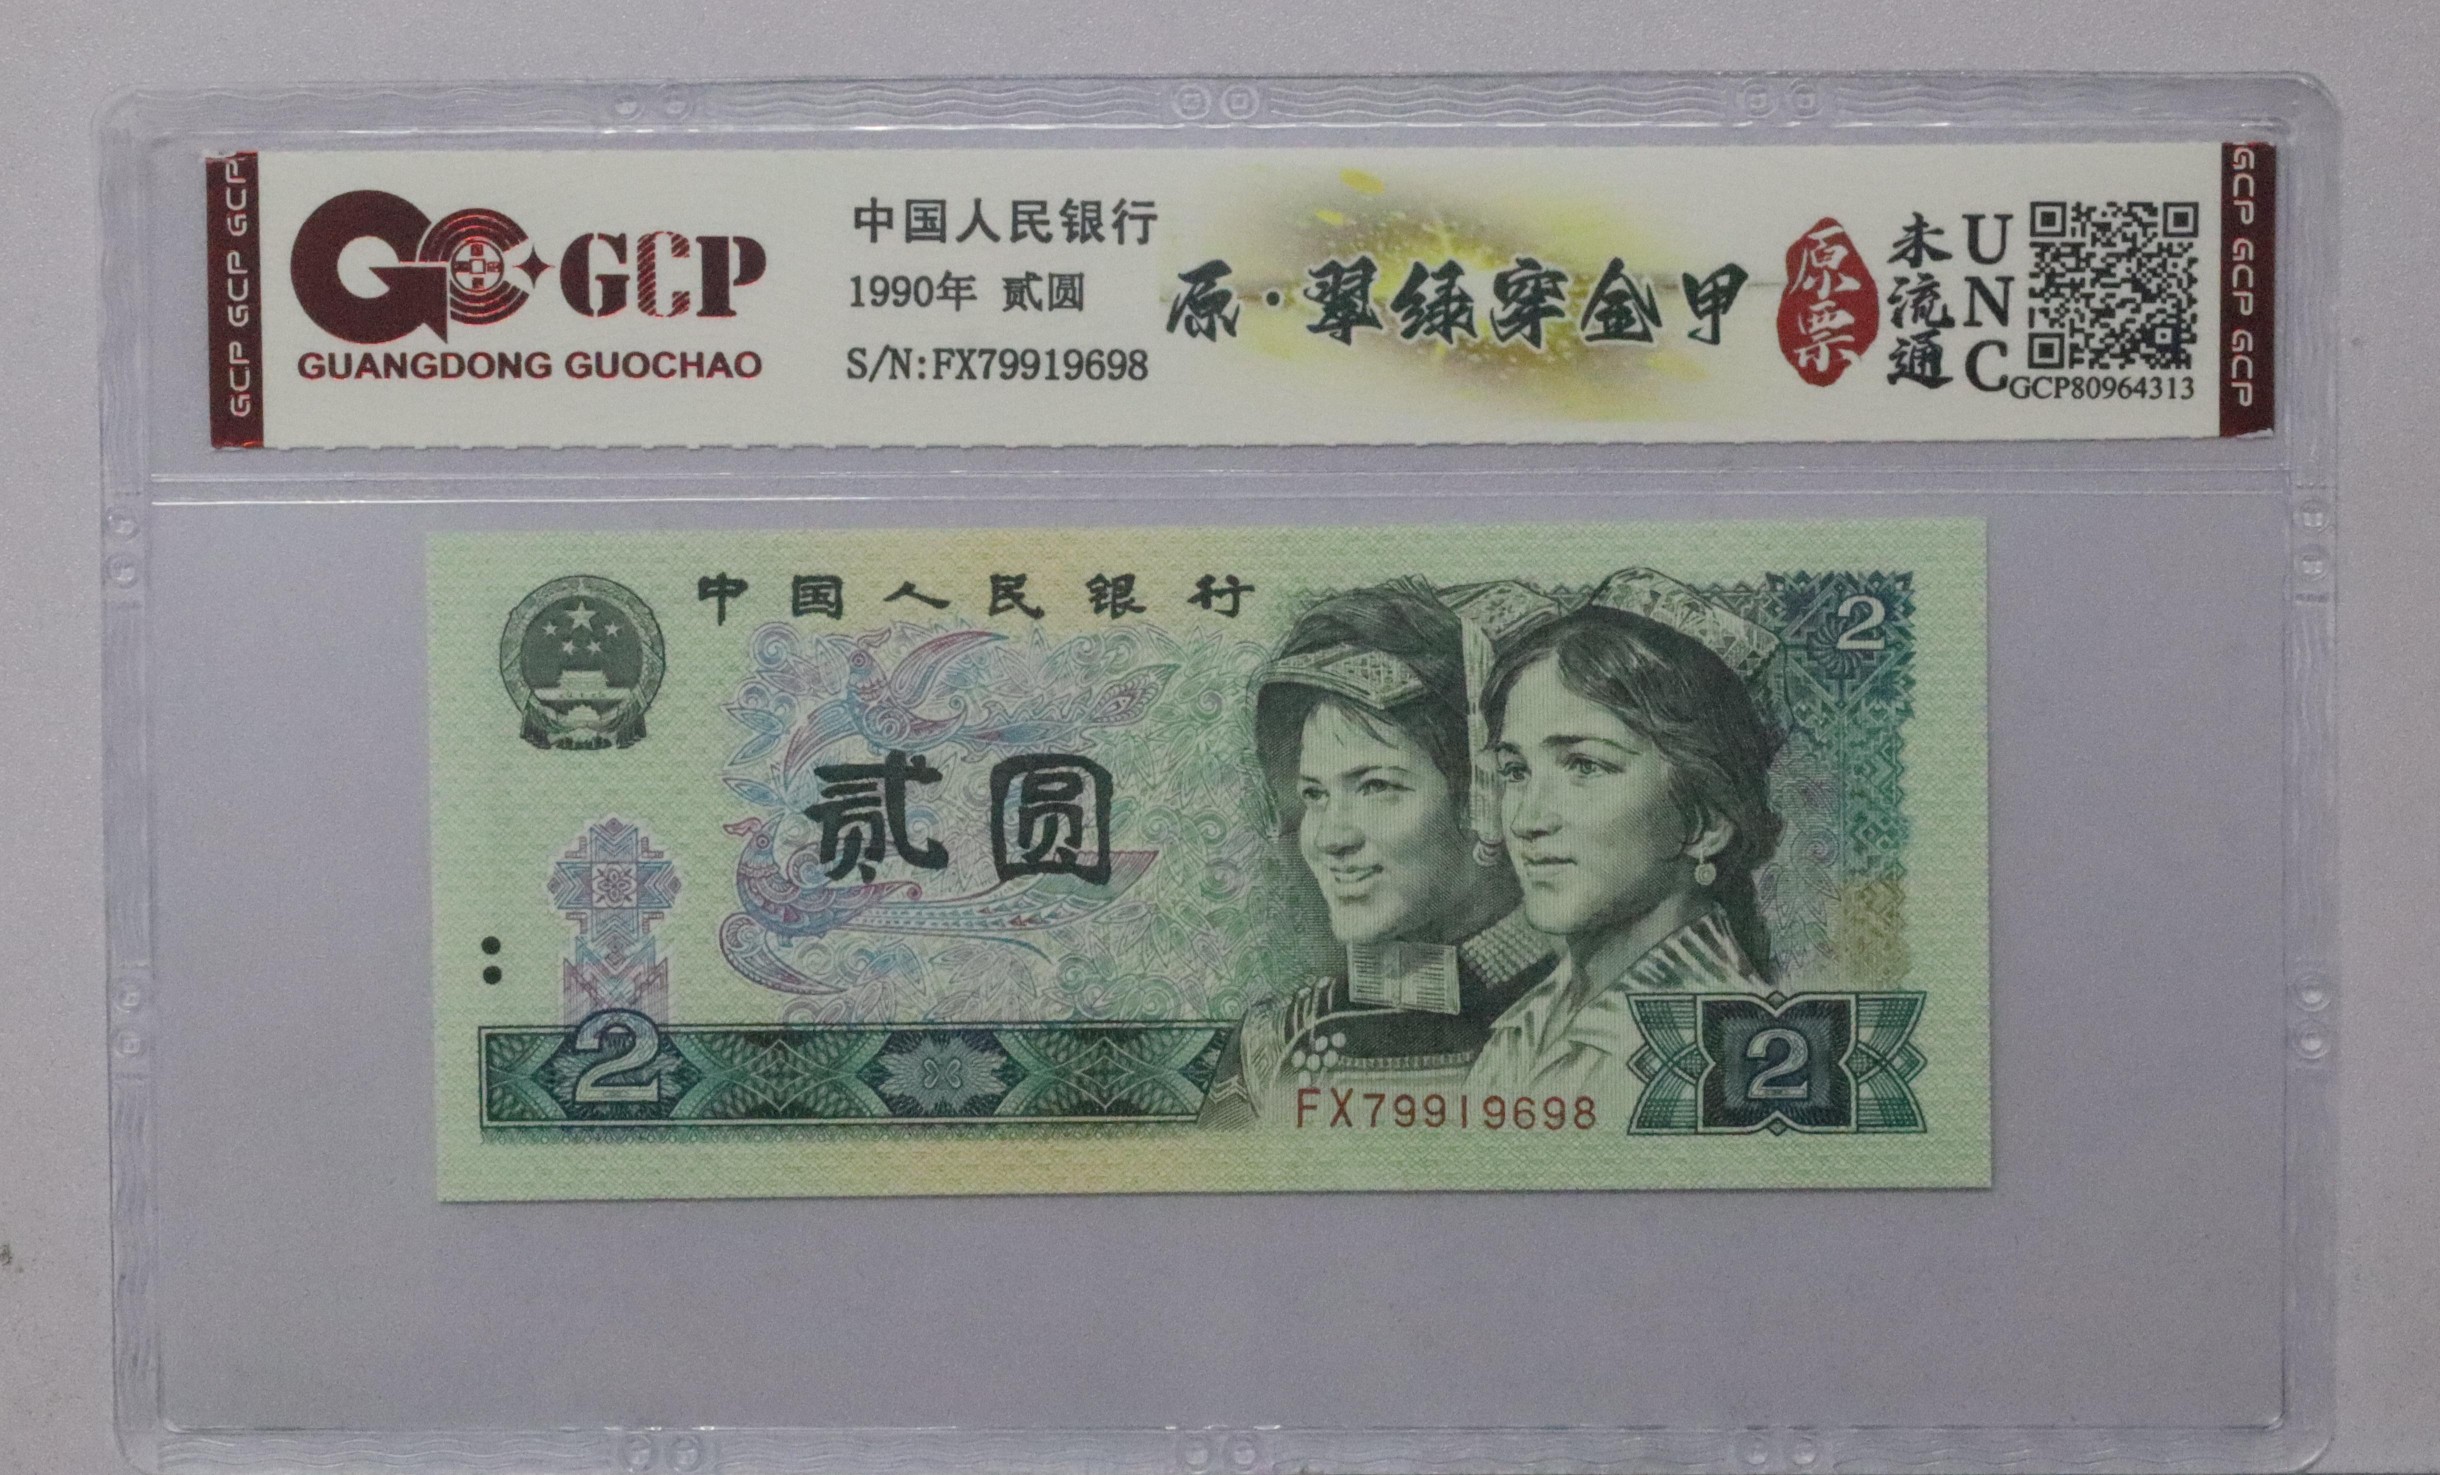 GCP GCP GCP
GCP
GUANGDONG GUOCHAO
中国人民银行
1990年 贰圆
S/N:FX79919698
原·翠绿穿金甲
原票
未流通
UNC
GCP80964313
GCP GCP GCP
中国人民银行
2
贰圆
2
FX79919698
2